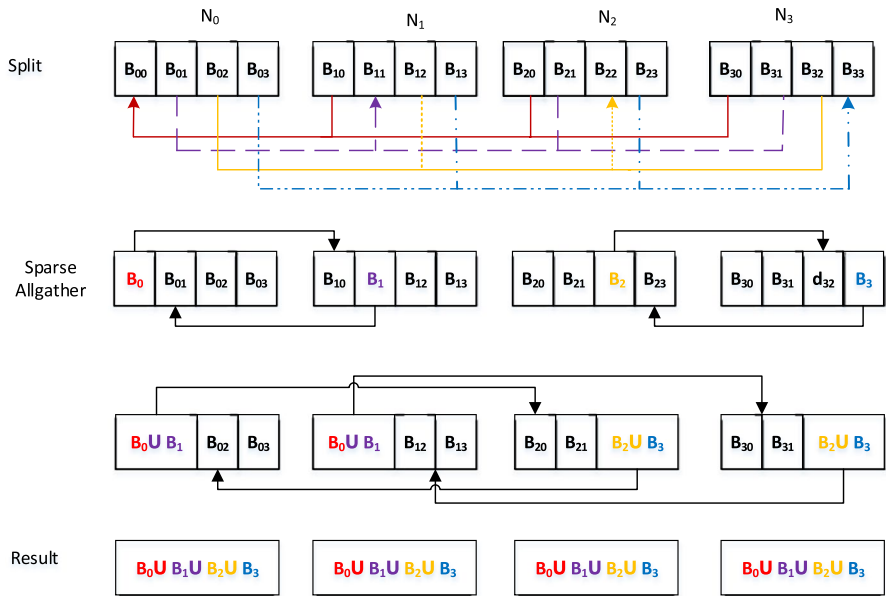 N0 N1 N2 N3
Split B00 B01 B02 B03 B10 B11 B12 B13 B20 B21 B22 B23 B30 B31 B32 B33
Sparse
Allgather
B0 B01 B02 B03 B10 B1 B12 B13 B20 B21 B2 B23 B30 B31 d32 B3
B0U B1 B02 B03 B0U B1 B12 B13 B20 B21 B2U B3 B30 B31 B2U B3
Result B0U B1U B2U B3 B0U B1U B2U B3 B0U B1U B2U B3 B0U B1U B2U B3